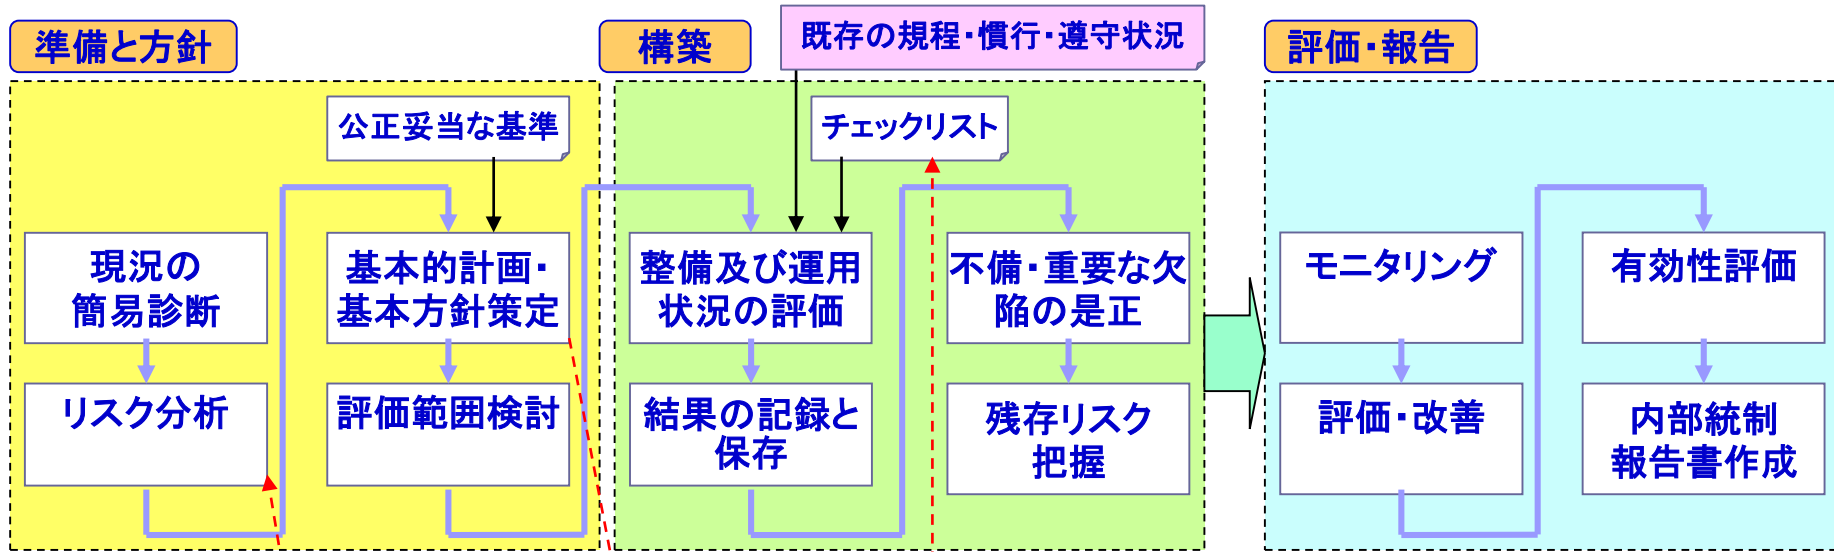 準備と方針
公正妥当な基準
現況の
簡易診断
基本的計画・
基本方針策定
リスク分析
評価範囲検討
構築
既存の規程・慣行・遵守状況
チェックリスト
整備及び運用
状況の評価
不備・重要な欠
陥の是正
結果の記録と
保存
残存リスク
把握
評価・報告
モニタリング
有効性評価
評価・改善
内部統制
報告書作成